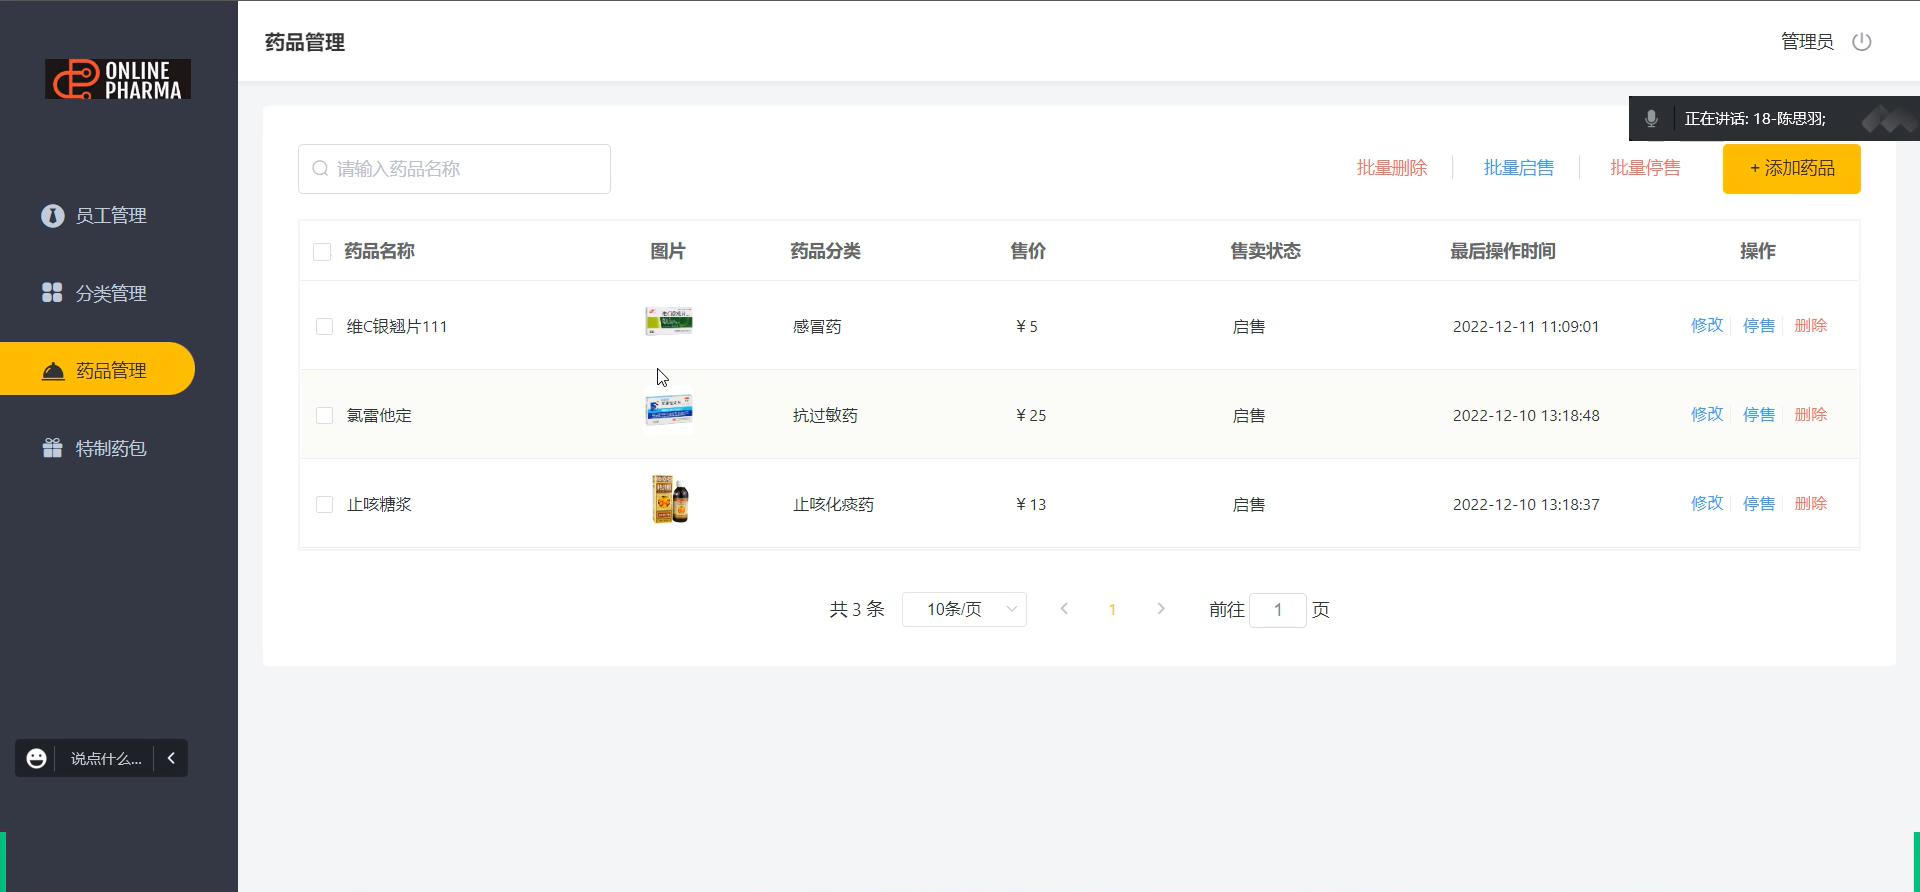 ONLINE
PHARMA
药品管理
管理员
正在讲话: 18-陈思羽;
请输入药品名称
批量删除 批量启售 批量停售 + 添加药品
员工管理
分类管理
药品管理
特制药包
药品名称 图片 药品分类 售价 售卖状态 最后操作时间 操作
维C银翘片111 感冒药 ¥ 5 启售 2022-12-11 11:09:01 修改 停售 删除
氯雷他定 抗过敏药 ¥ 25 启售 2022-12-10 13:18:48 修改 停售 删除
止咳糖浆 止咳化痰药 ¥ 13 启售 2022-12-10 13:18:37 修改 停售 删除
共 3 条 10条/页 1 前往 1 页
说点什么...